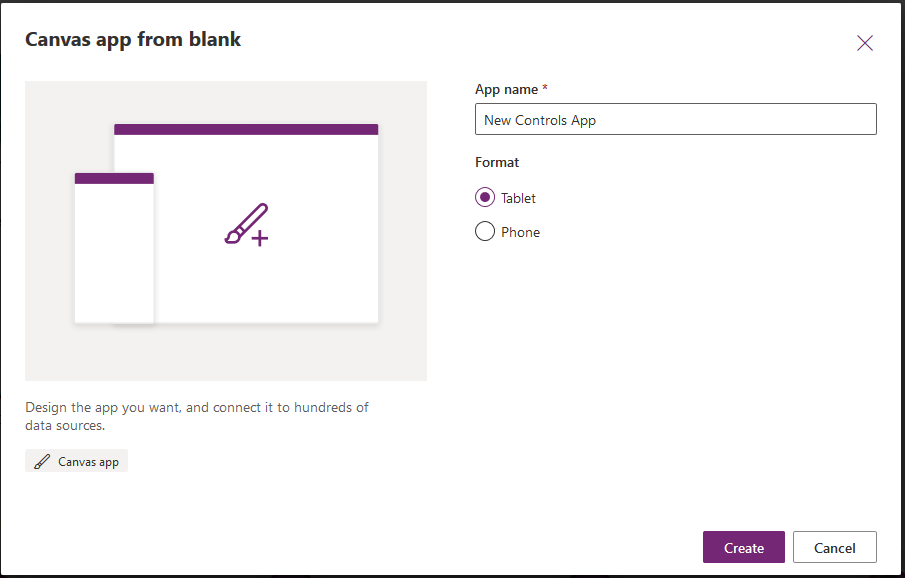 Canvas app from blank
App name *
New Controls App
Format
Tablet
Phone
Design the app you want, and connect it to hundreds of
data sources.
Canvas app
Create
Cancel